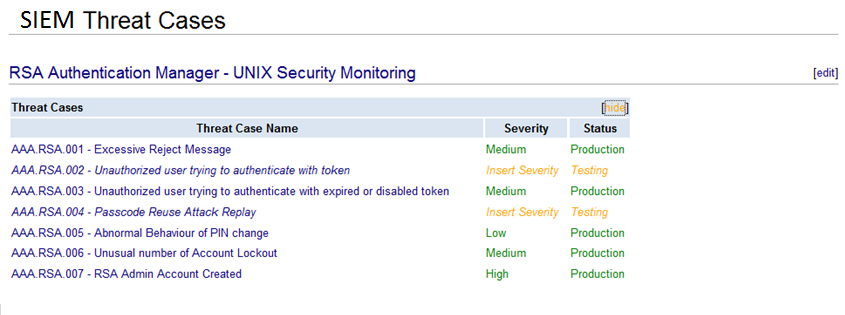 SIEM Threat Cases
RSA Authentication Manager - UNIX Security Monitoring [edit]
Threat Cases [hide]
Threat Case Name Severity Status
AAA.RSA.001 - Excessive Reject Message Medium Production
AAA.RSA.002 - Unauthorized user trying to authenticate with token Insert Severity Testing
AAA.RSA.003 - Unauthorized user trying to authenticate with expired or disabled token Medium Production
AAA.RSA.004 - Passcode Reuse Attack Replay Insert Severity Testing
AAA.RSA.005 - Abnormal Behaviour of PIN change Low Production
AAA.RSA.006 - Unusual number of Account Lockout Medium Production
AAA.RSA.007 - RSA Admin Account Created High Production